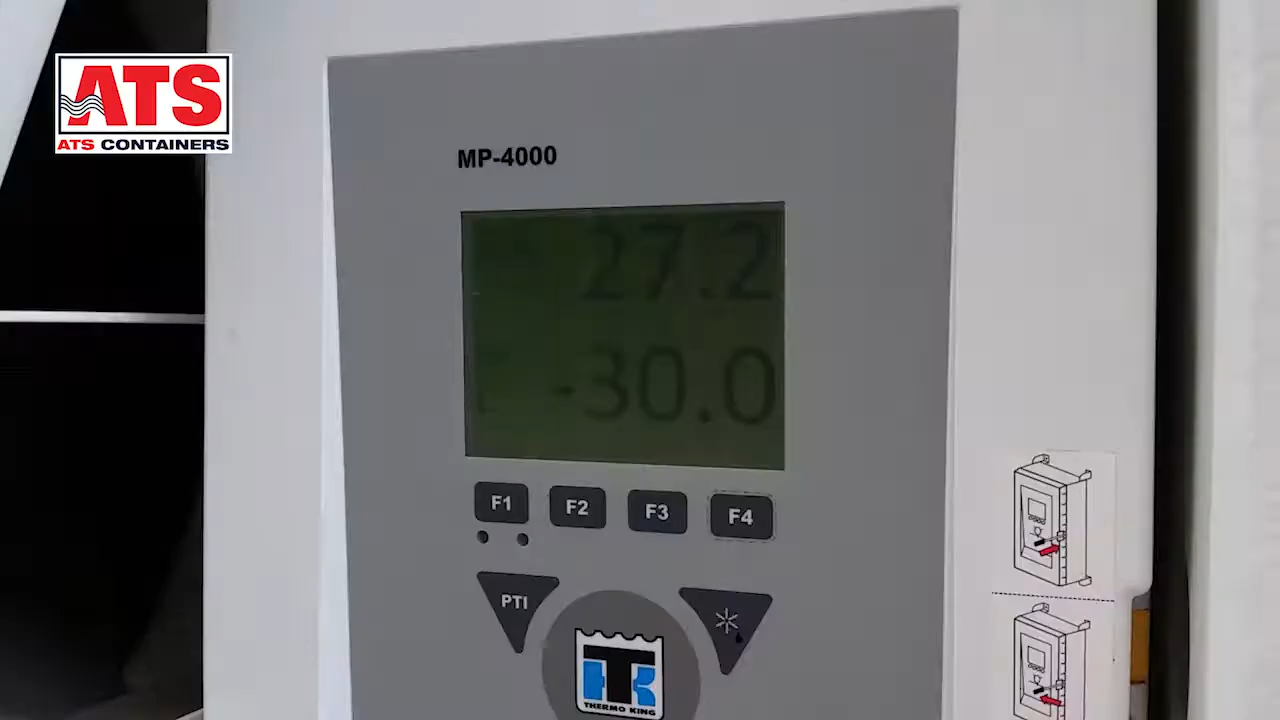 ATS
ATS CONTAINERS
MP-4000
27.2
-30.0
F1 F2 F3 F4
PTI
THERMO KING